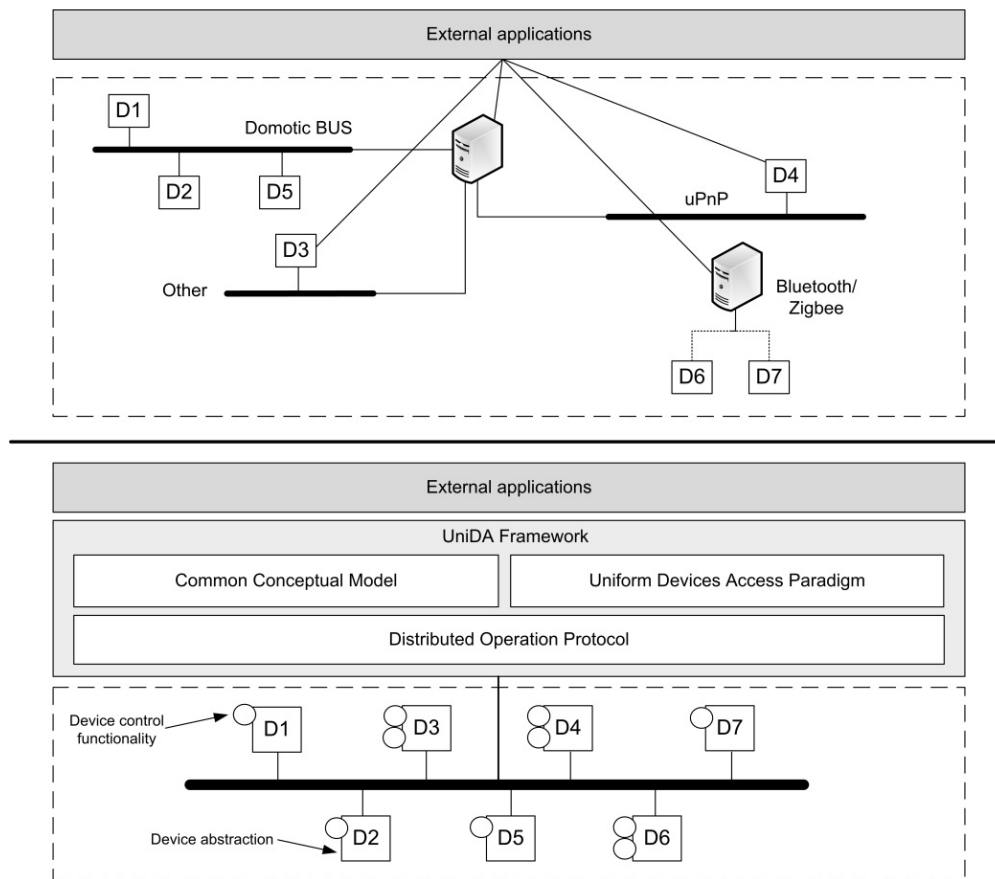 External applications
D1
Domotic BUS
D2
D5
D4
uPnP
D3
Other
Bluetooth/
Zigbee
D6
D7
External applications
UniDA Framework
Common Conceptual Model
Uniform Devices Access Paradigm
Distributed Operation Protocol
Device control
functionality
D1
D3
D4
D7
Device abstraction
D2
D5
D6